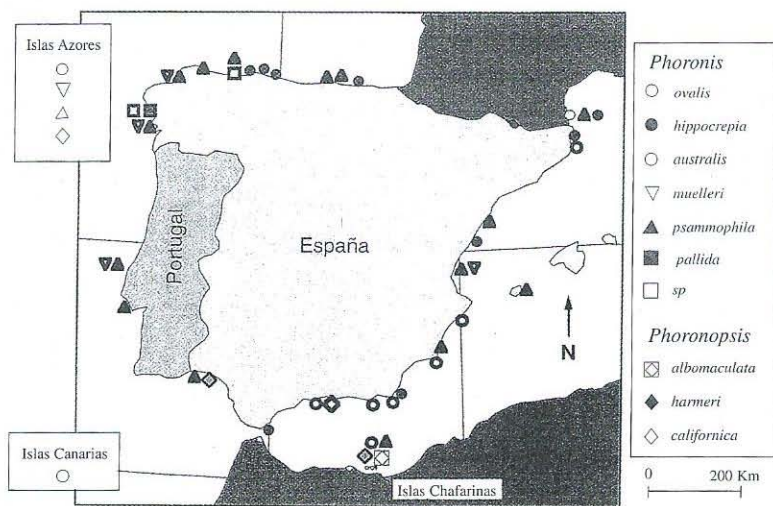 Islas Azores
Portugal
España
N
Islas Canarias
Islas Chafarinas
Phoronis
ovalis
hippocrepia
australis
muelleri
psammophila
pallida
sp
Phoronopsis
albomaculata
harmeri
californica
0 200 Km